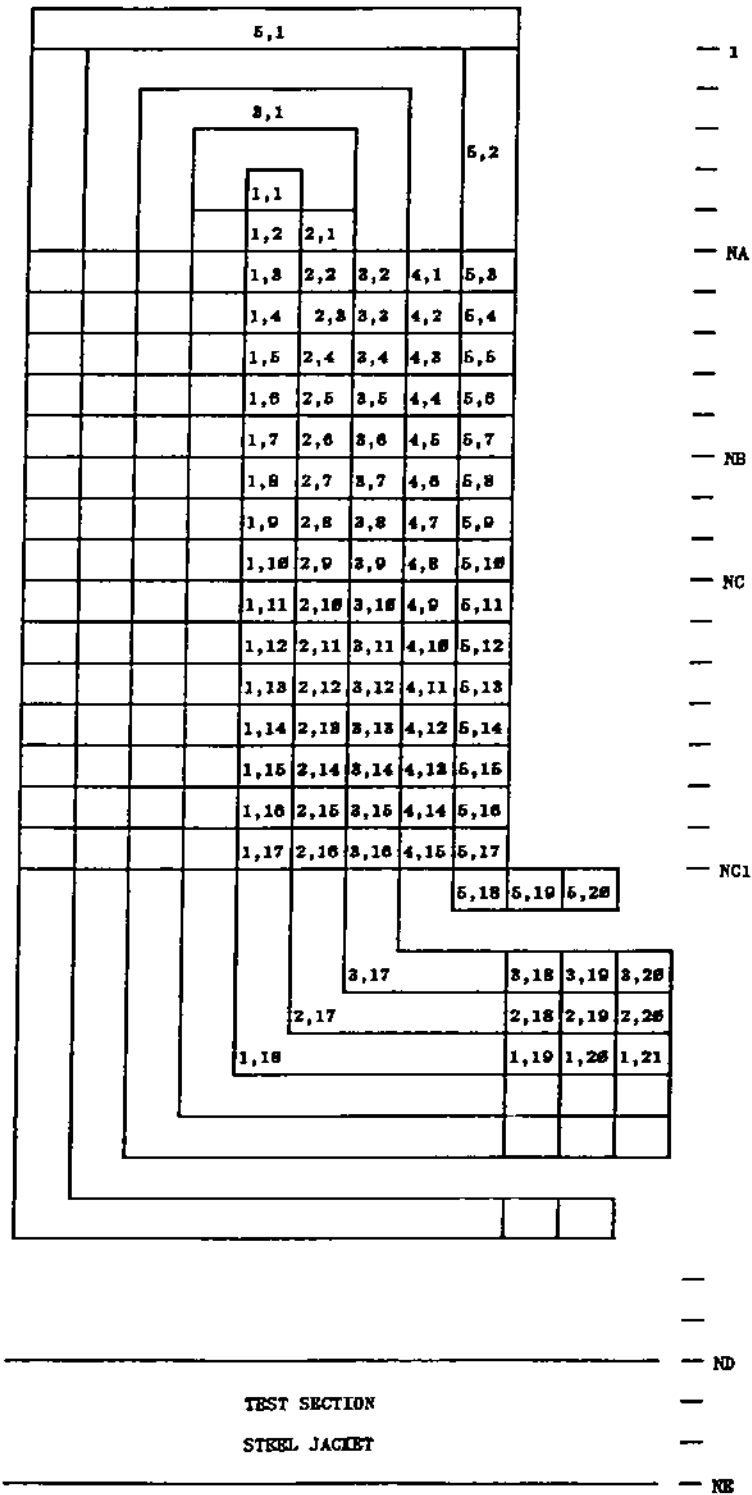 5,1
1
3,1
5,2
1,1
1,2 2,1
NA
1,3 2,2 3,2 4,1 5,3
1,4 2,3 3,3 4,2 5,4
1,5 2,4 3,4 4,3 5,5
1,6 2,5 3,5 4,4 5,6
1,7 2,6 3,6 4,5 5,7
NB
1,8 2,7 3,7 4,6 5,8
1,9 2,8 3,8 4,7 5,9
1,10 2,9 3,9 4,8 5,10
NC
1,11 2,10 3,10 4,9 5,11
1,12 2,11 3,11 4,10 5,12
1,13 2,12 3,12 4,11 5,13
1,14 2,13 3,13 4,12 5,14
1,15 2,14 3,14 4,13 5,15
1,16 2,15 3,15 4,14 5,16
1,17 2,16 3,16 4,15 5,17
NC1
5,18 5,19 5,20
3,17 3,18 3,19 3,20
2,17 2,18 2,19 2,20
1,18 1,19 1,20 1,21
ND
TEST SECTION
STEEL JACKET
NE